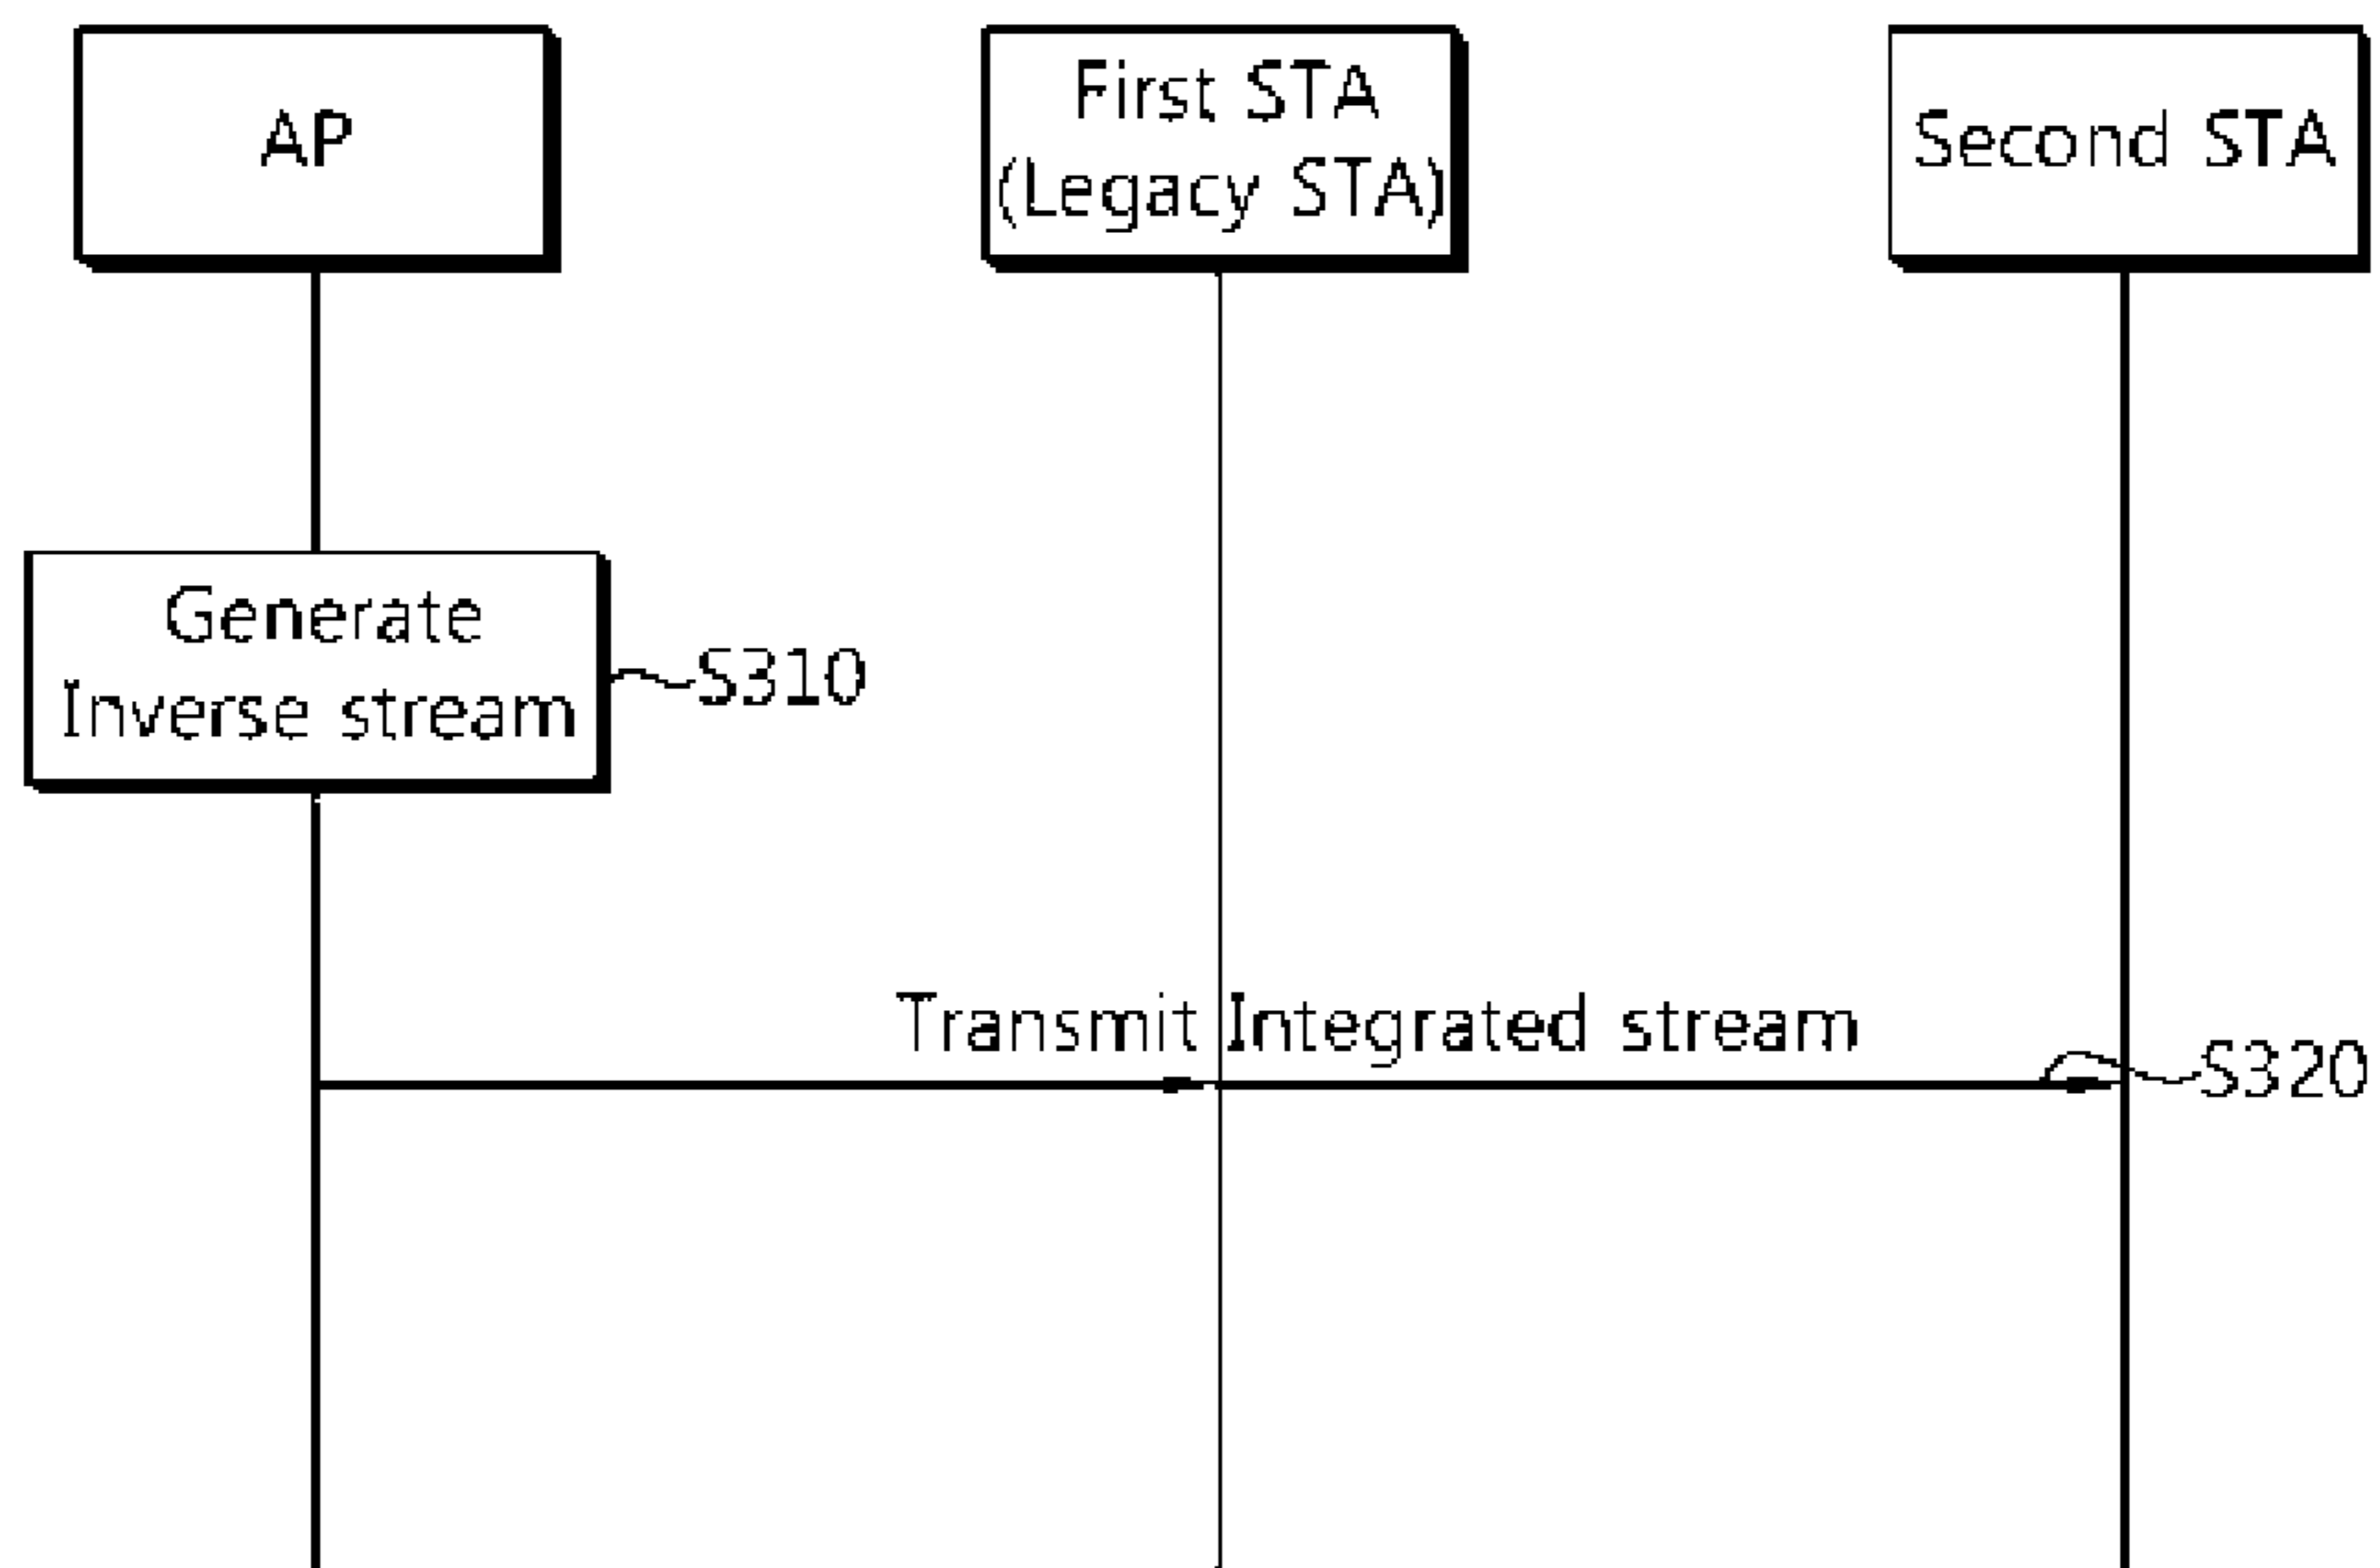 AP
First STA
(Legacy STA)
Second STA
Generate
Inverse stream
S310
Transmit Integrated stream
S320